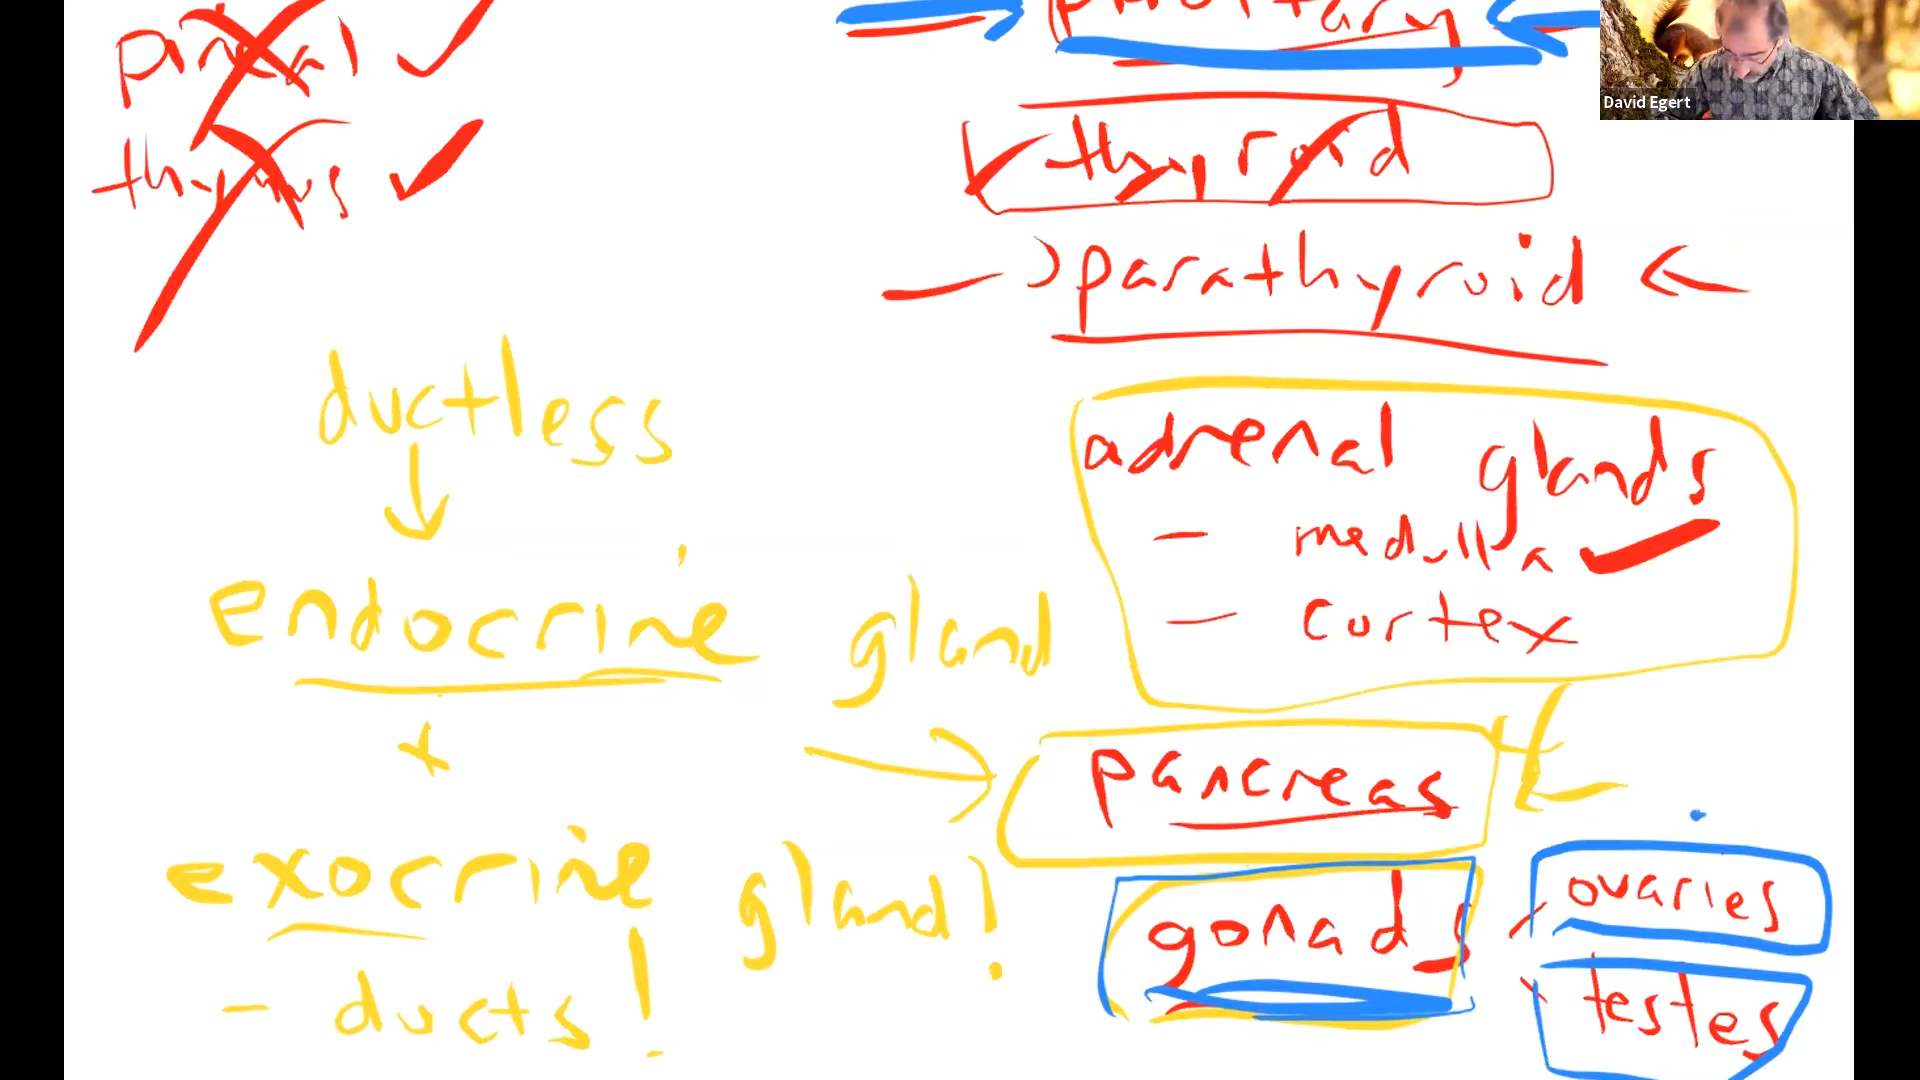 pineal
thymus
pituitary
thyroid
parathyroid
ductless
endocrine gland
exocrine gland!
- ducts!
adrenal glands
- medulla
- cortex
pancreas
gonads
ovaries
testes
David Egert